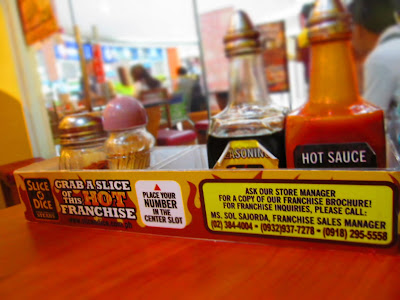 SONIN
HOT SAUCE
SLICE
&
DICE
GRAB A SLICE
OF THIS HOT
FRANCHISE
PLACE YOUR
NUMBER
IN THE
CENTER SLOT
ASK OUR STORE MANAGER
FOR A COPY OF OUR FRANCHISE BROCHURE!
FOR FRANCHISE INQUIRIES, PLEASE CALL:
MS. SOL SAJORDA, FRANCHISE SALES MANAGER
(02) 384-4004 • (0932)937-7278 • (0918) 295-5558